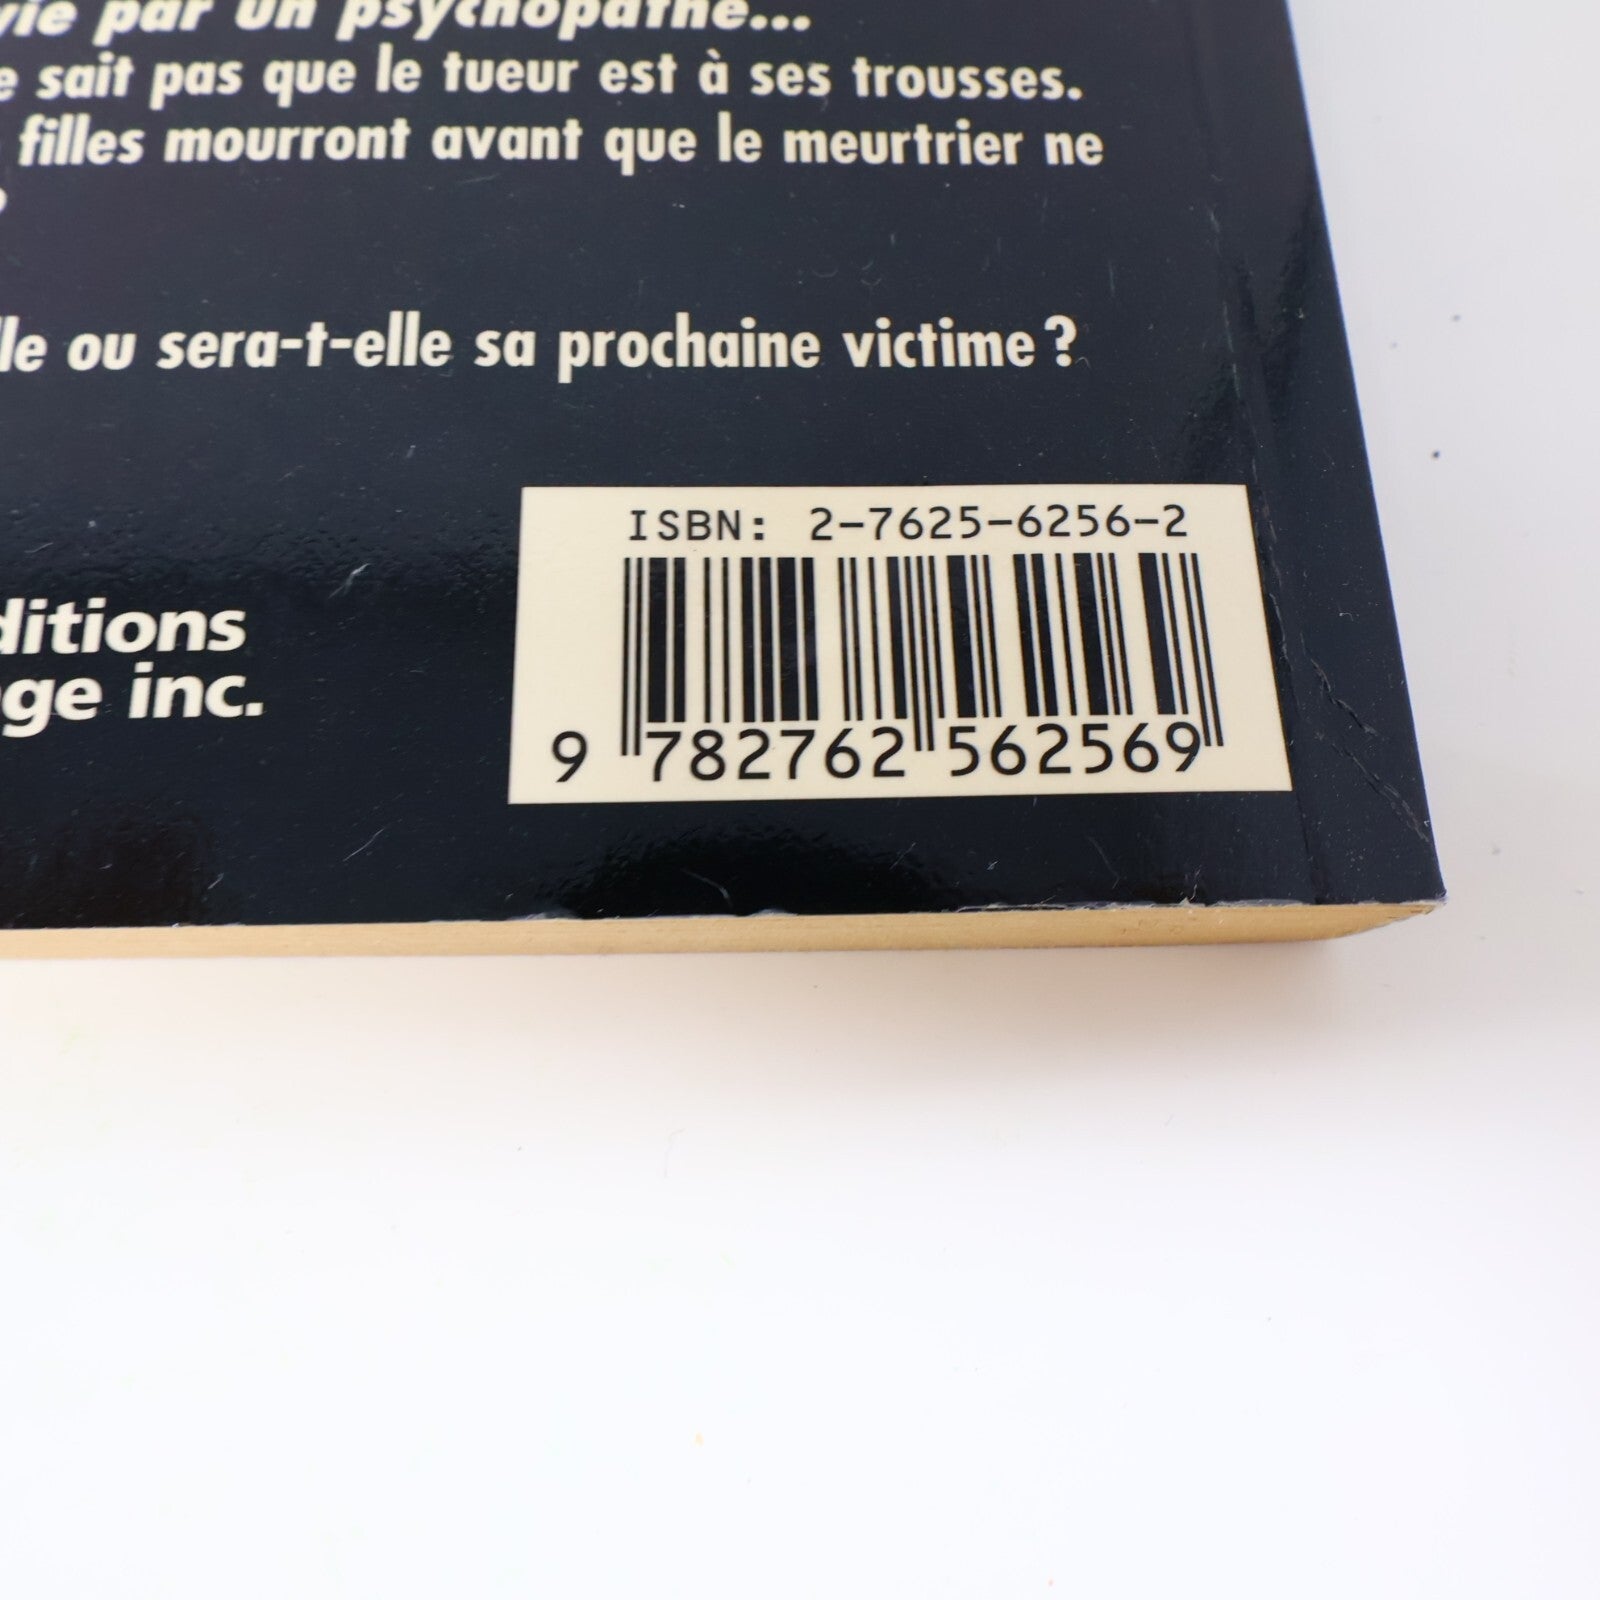 vie par un psychopathe...
e sait pas que le tueur est à ses trousses.
filles mourront avant que le meurtrier ne
?
lle ou sera-t-elle sa prochaine victime ?
ditions
ge inc.
ISBN: 2-7625-6256-2
9 782762 562569